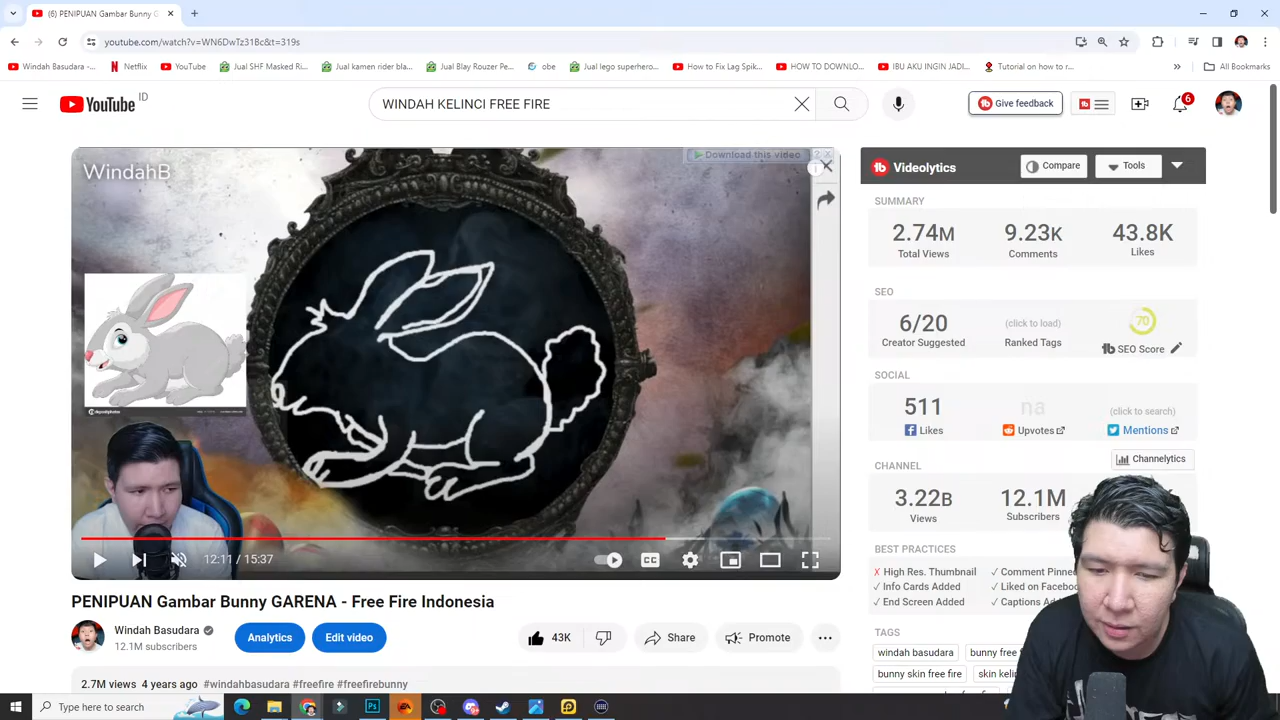 (6) PENIPUAN Gambar Bunny G
youtube.com/watch?v=WN6DwTz31Bc&t=319s
Windah Basudara -...
Netflix
YouTube
Jual SHF Masked Ri...
Jual kamen rider bla...
Jual Blay Rouzer Pe...
obe
Jual lego superhero...
How to Fix Lag Spik...
HOW TO DOWNLO...
IBU AKU INGIN JADI...
Tutorial on how to r...
»
All Bookmarks
YouTube ID
WINDAH KELINCI FREE FIRE
Give feedback
6
WindahB
Download this video
?
depositphotos
12:11 / 15:37
PENIPUAN Gambar Bunny GARENA - Free Fire Indonesia
Windah Basudara
12.1M subscribers
Analytics
Edit video
43K
Share
Promote
2.7M views 4 years ago #windahbasudara #freefire #freefirebunny
Videolytics
Compare
Tools
SUMMARY
2.74M
Total Views
9.23K
Comments
43.8K
Likes
SEO
6/20
Creator Suggested
(click to load)
Ranked Tags
70
SEO Score
SOCIAL
511
Likes
na
Upvotes
(click to search)
Mentions
Channelytics
CHANNEL
3.22B
Views
12.1M
Subscribers
BEST PRACTICES
X High Res. Thumbnail
✓ Comment Pinned
✓ Info Cards Added
✓ Liked on Facebo
✓ End Screen Added
✓ Captions Ad
TAGS
windah basudara
bunny free
bunny skin free fire
skin kelin
Type here to search